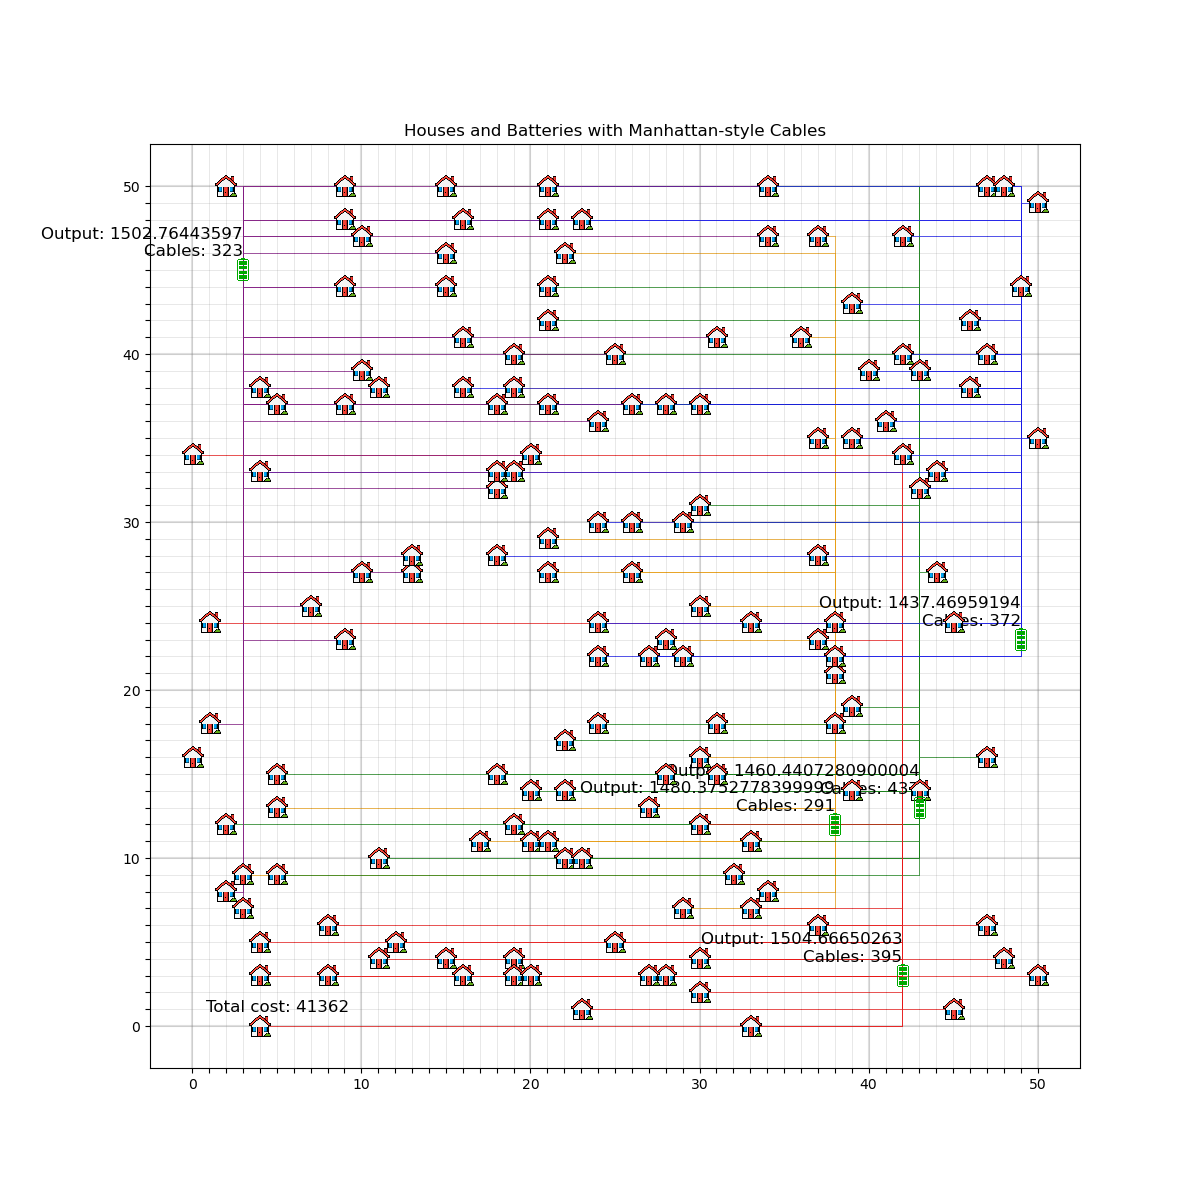 Houses and Batteries with Manhattan-style Cables
50
Output: 1502.76443597
Cables: 323
40
30
Output: 1437.46959194
Cables: 372
20
Output: 1460.4407280900004
Cables: 437
Output: 1480.3752778399999
Cables: 291
10
Output: 1504.66650263
Cables: 395
Total cost: 41362
0
0 10 20 30 40 50